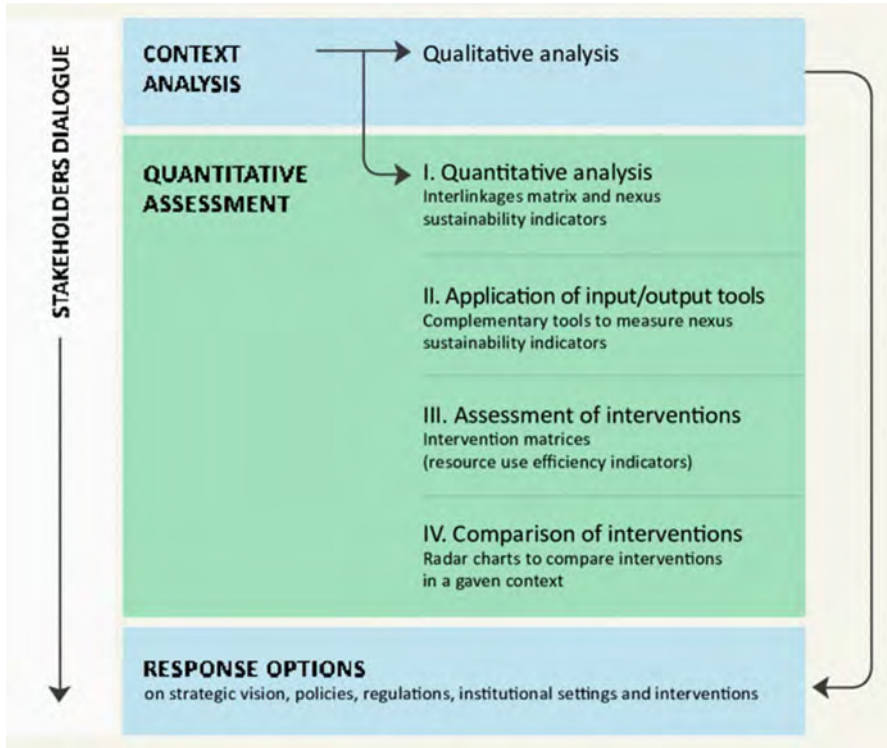 STAKEHOLDERS DIALOGUE
CONTEXT
ANALYSIS
Qualitative analysis
QUANTITATIVE
ASSESSMENT
I. Quantitative analysis
Interlinkages matrix and nexus
sustainability indicators
II. Application of input/output tools
Complementary tools to measure nexus
sustainability indicators
III. Assessment of interventions
Intervention matrices
(resource use efficiency indicators)
IV. Comparison of interventions
Radar charts to compare interventions
in a gaven context
RESPONSE OPTIONS
on strategic vision, policies, regulations, institutional settings and interventions